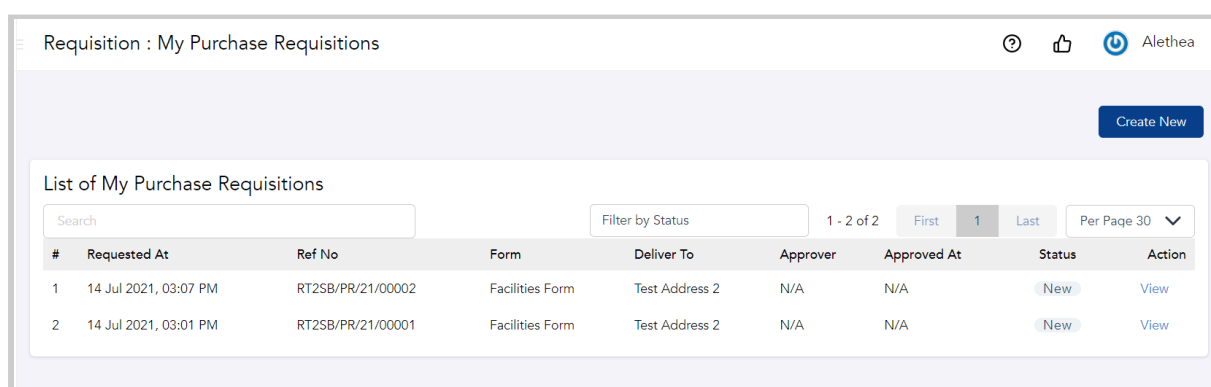 Requisition : My Purchase Requisitions Alethea
Create New
List of My Purchase Requisitions
Search Filter by Status 1 - 2 of 2 First 1 Last Per Page 30
# Requested At Ref No Form Deliver To Approver Approved At Status Action
1 14 Jul 2021, 03:07 PM RT2SB/PR/21/00002 Facilities Form Test Address 2 N/A N/A New View
2 14 Jul 2021, 03:01 PM RT2SB/PR/21/00001 Facilities Form Test Address 2 N/A N/A New View